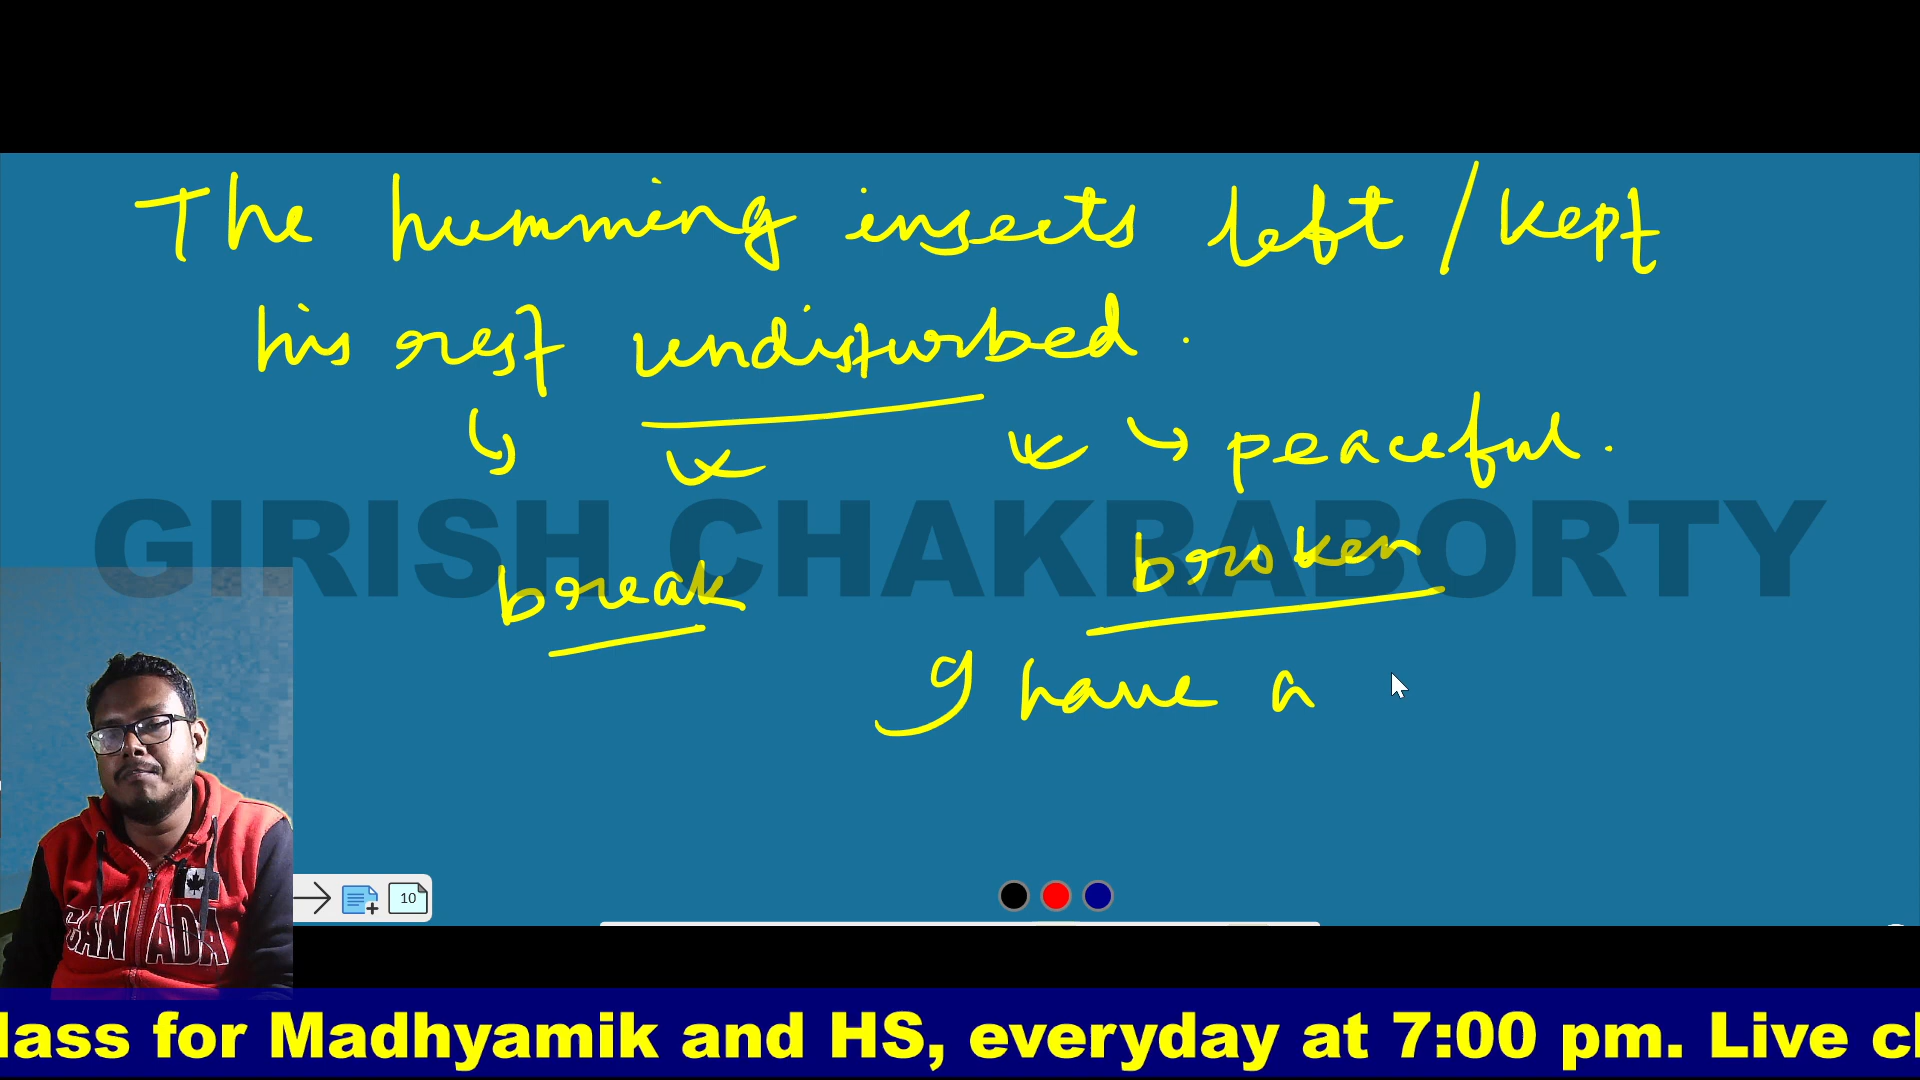 The humming insects left / kept
his rest undisturbed.
peaceful.
GIRISH CHAKRABORTY
break broken
I have a
CANADA
10
lass for Madhyamik and HS, everyday at 7:00 pm. Live cl